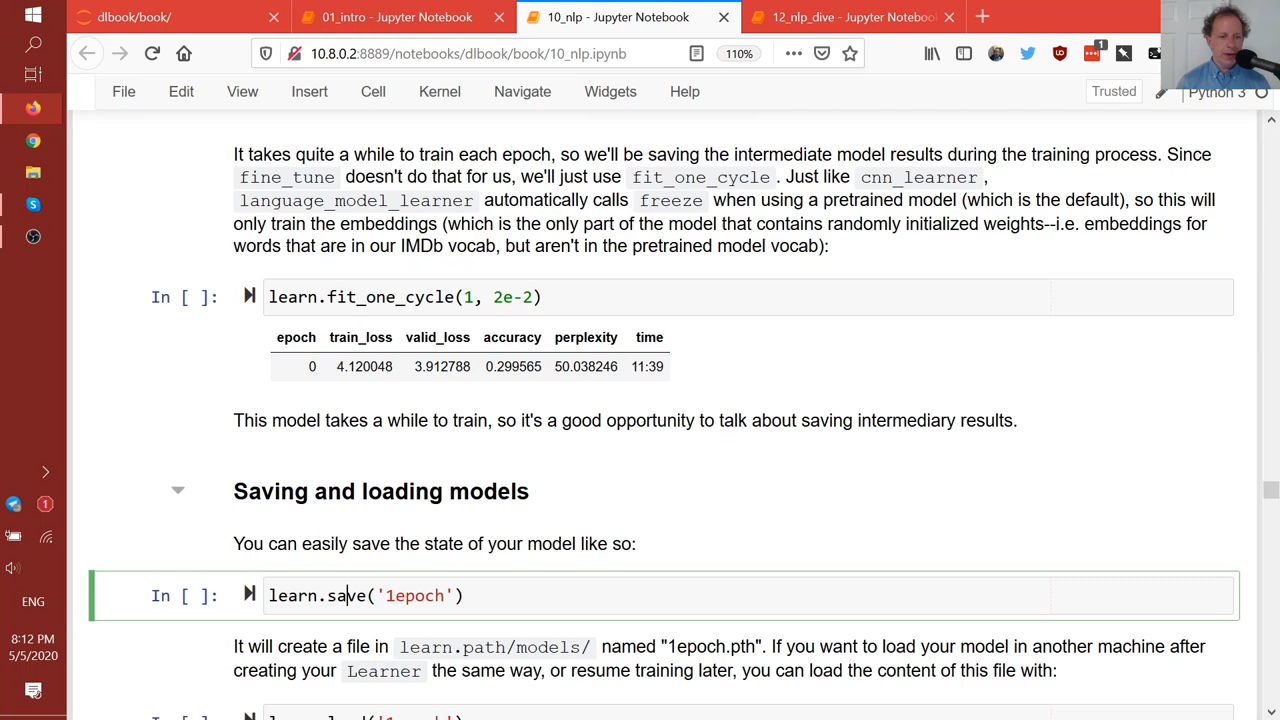 dlbook/book/
01_intro - Jupyter Notebook
10_nlp - Jupyter Notebook
12_nlp_dive - Jupyter Notebook
10.8.0.2:8889/notebooks/dlbook/book/10_nlp.ipynb
110%
1
File Edit View Insert Cell Kernel Navigate Widgets Help
Trusted
Python 3
It takes quite a while to train each epoch, so we'll be saving the intermediate model results during the training process. Since
fine_tune doesn't do that for us, we'll just use fit_one_cycle. Just like cnn_learner,
language_model_learner automatically calls freeze when using a pretrained model (which is the default), so this will
only train the embeddings (which is the only part of the model that contains randomly initialized weights--i.e. embeddings for
words that are in our IMDb vocab, but aren't in the pretrained model vocab):
In [ ]: learn.fit_one_cycle(1, 2e-2)
epoch train_loss valid_loss accuracy perplexity time
0 4.120048 3.912788 0.299565 50.038246 11:39
This model takes a while to train, so it's a good opportunity to talk about saving intermediary results.
Saving and loading models
You can easily save the state of your model like so:
In [ ]: learn.save('1epoch')
It will create a file in learn.path/models/ named "1epoch.pth". If you want to load your model in another machine after
creating your Learner the same way, or resume training later, you can load the content of this file with:
1
ENG
8:12 PM
5/5/2020